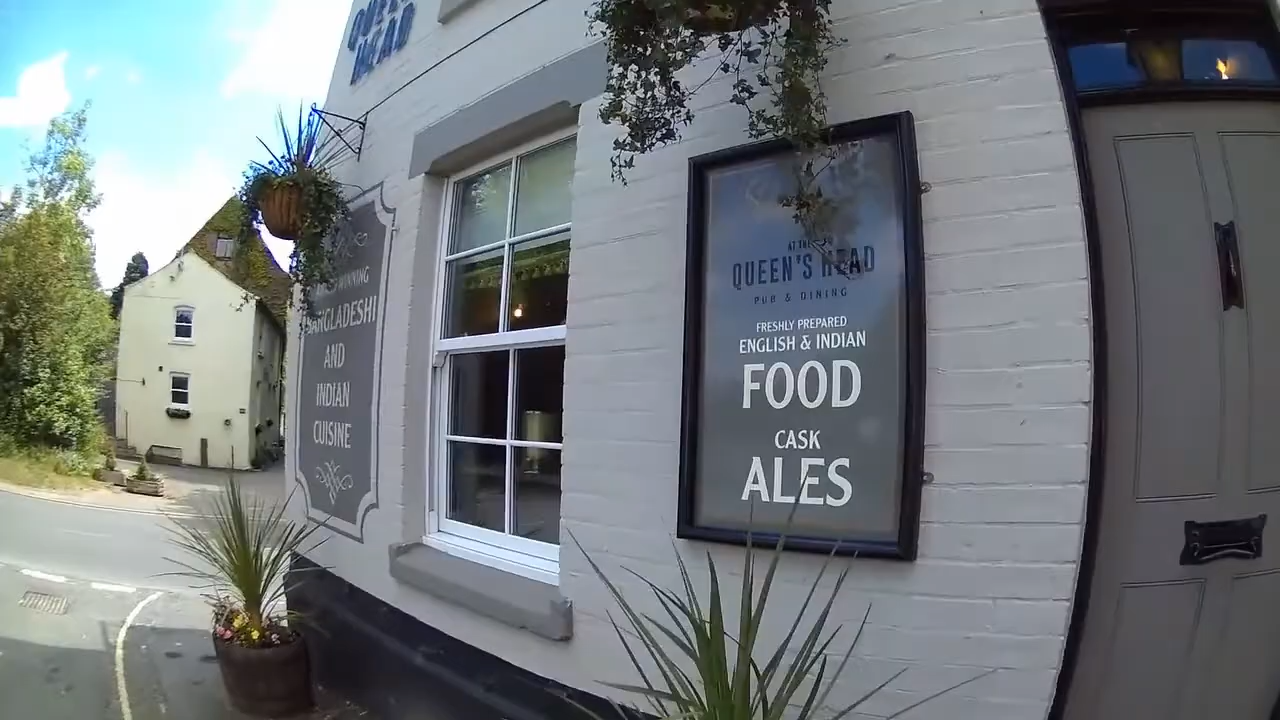 QUEEN'S
HEAD
WINNING
BANGLADESHI
AND
INDIAN
CUISINE
AT THE
QUEEN'S HEAD
PUB & DINING
FRESHLY PREPARED
ENGLISH & INDIAN
FOOD
CASK
ALES